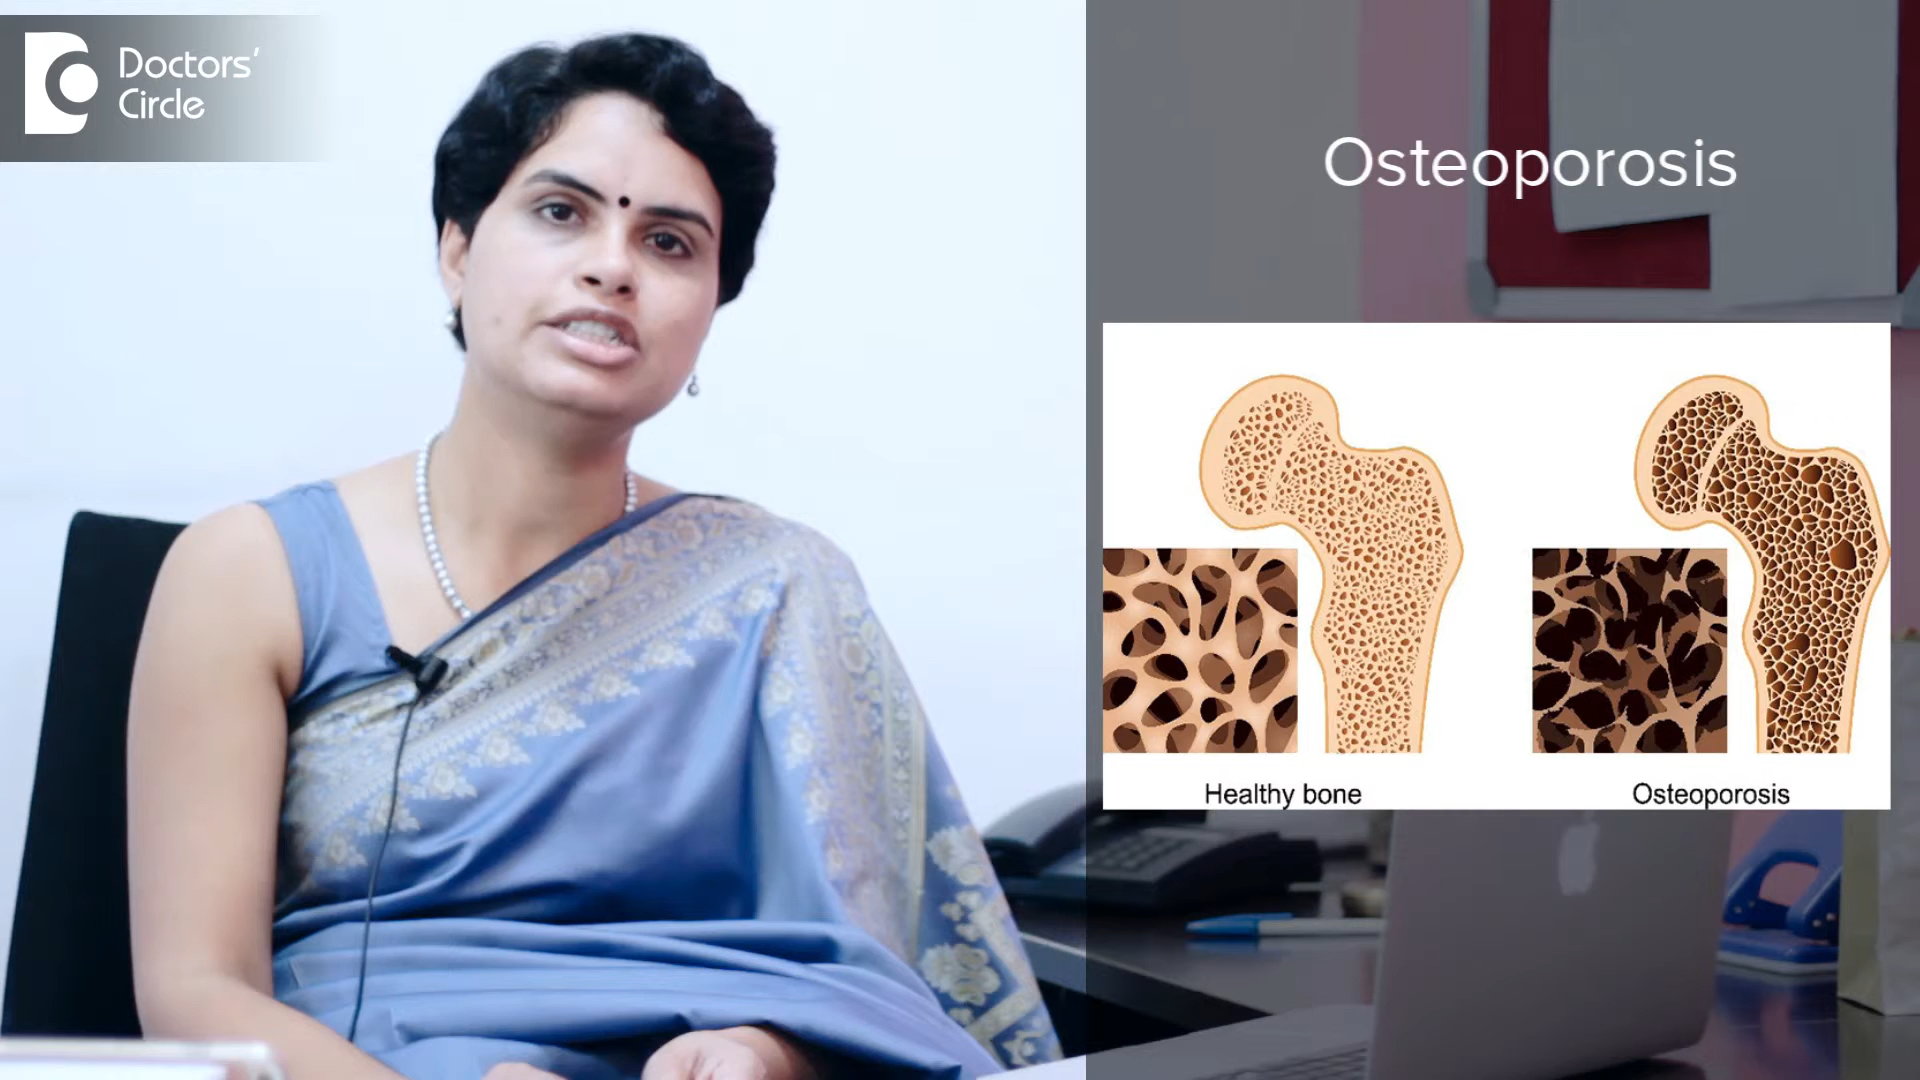 Doctors'
Circle
Osteoporosis
Healthy bone
Osteoporosis